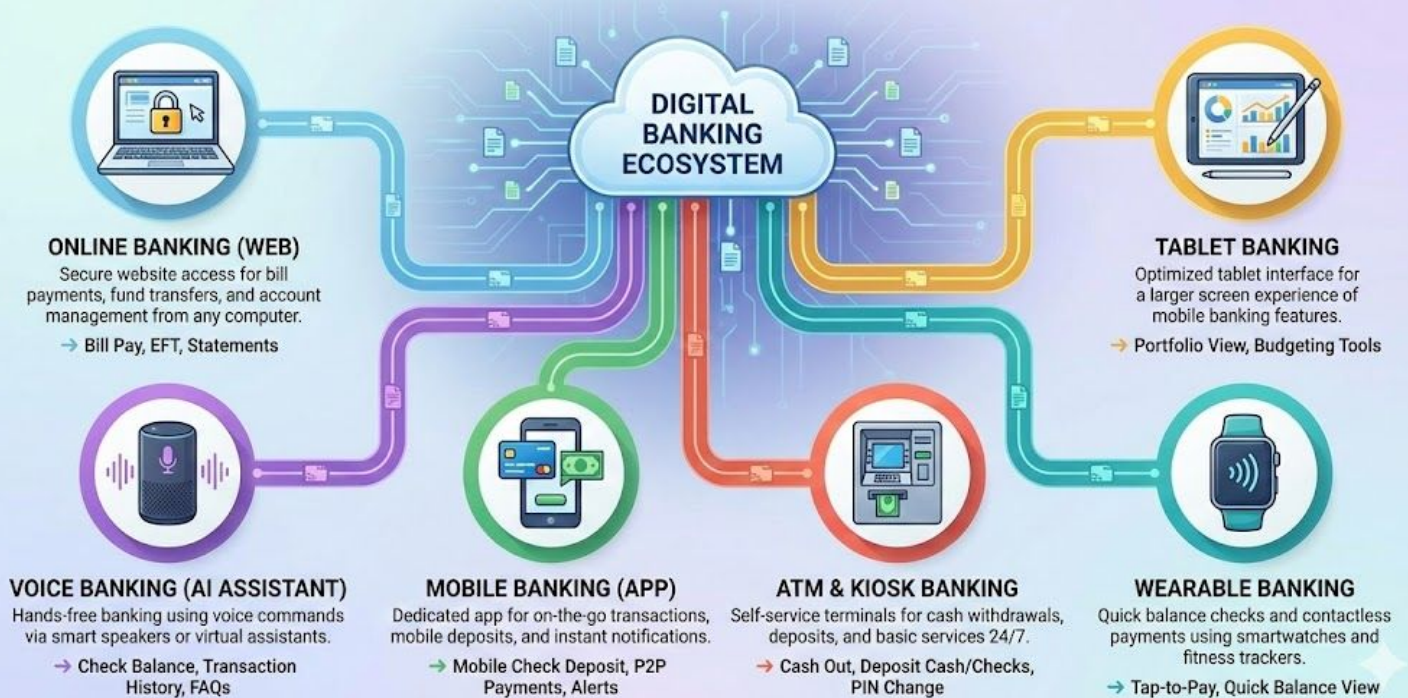 DIGITAL
BANKING
ECOSYSTEM
ONLINE BANKING (WEB)
Secure website access for bill
payments, fund transfers, and account
management from any computer.
→ Bill Pay, EFT, Statements
TABLET BANKING
Optimized tablet interface for
a larger screen experience of
mobile banking features.
→ Portfolio View, Budgeting Tools
VOICE BANKING (AI ASSISTANT)
Hands-free banking using voice commands
via smart speakers or virtual assistants.
→ Check Balance, Transaction
History, FAQs
MOBILE BANKING (APP)
Dedicated app for on-the-go transactions,
mobile deposits, and instant notifications.
→ Mobile Check Deposit, P2P
Payments, Alerts
ATM & KIOSK BANKING
Self-service terminals for cash withdrawals,
deposits, and basic services 24/7.
→ Cash Out, Deposit Cash/Checks,
PIN Change
WEARABLE BANKING
Quick balance checks and contactless
payments using smartwatches and
fitness trackers.
→ Tap-to-Pay, Quick Balance View